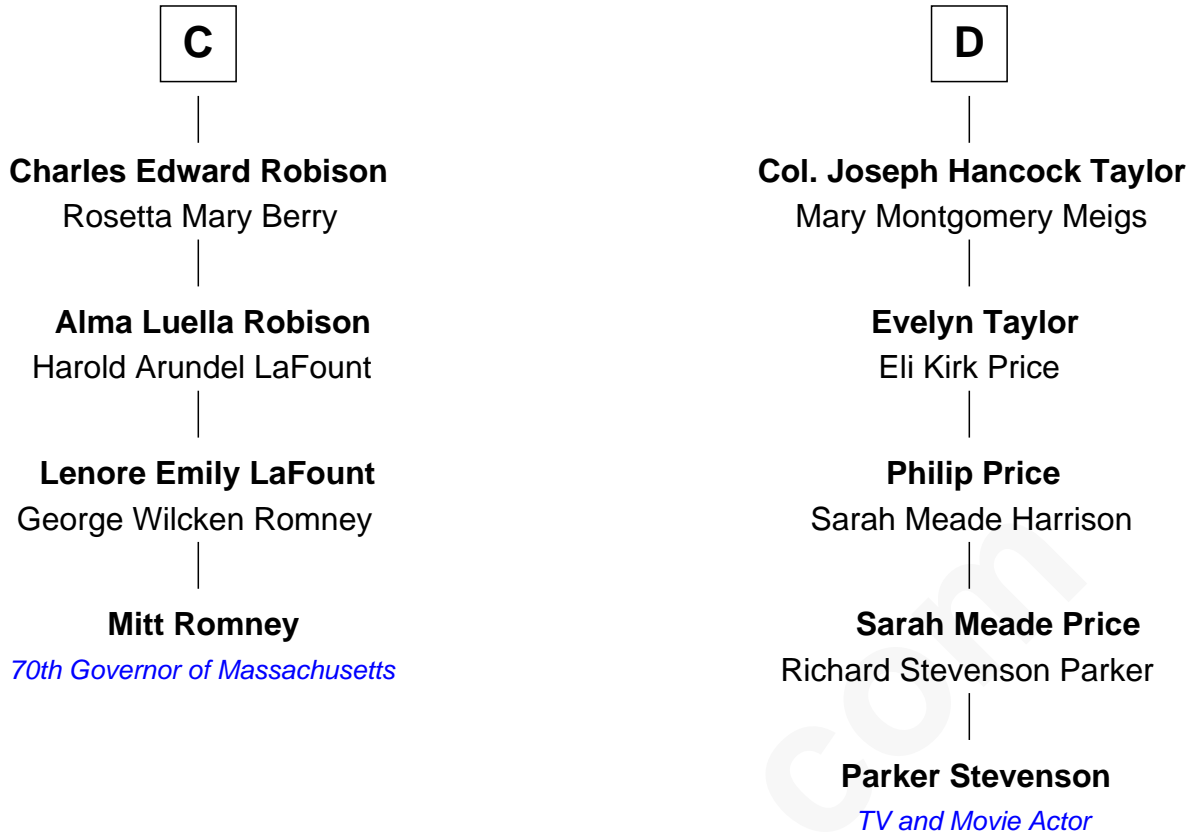 C
Charles Edward Robison
Rosetta Mary Berry
Alma Luella Robison
Harold Arundel LaFount
Lenore Emily LaFount
George Wilcken Romney
Mitt Romney
70th Governor of Massachusetts
D
Col. Joseph Hancock Taylor
Mary Montgomery Meigs
Evelyn Taylor
Eli Kirk Price
Philip Price
Sarah Meade Harrison
Sarah Meade Price
Richard Stevenson Parker
Parker Stevenson
TV and Movie Actor
com